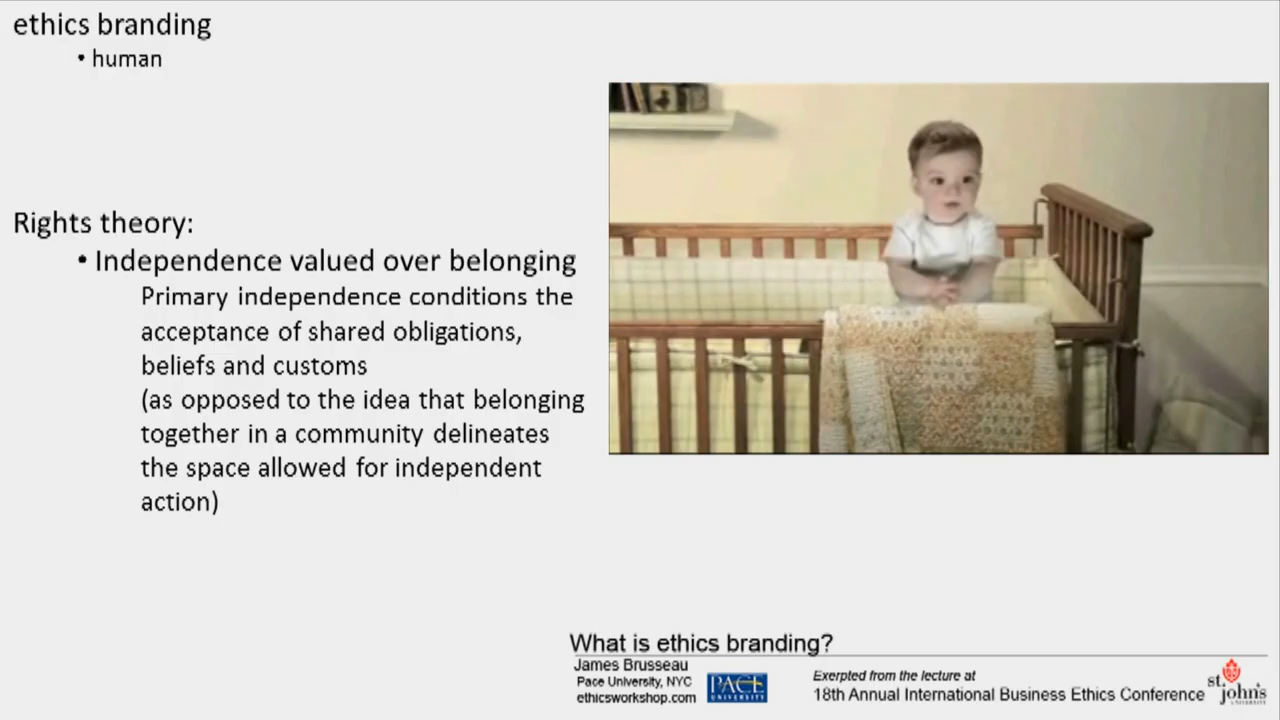 ethics branding
• human
Rights theory:
• Independence valued over belonging
Primary independence conditions the
acceptance of shared obligations,
beliefs and customs
(as opposed to the idea that belonging
together in a community delineates
the space allowed for independent
action)
What is ethics branding?
James Brusseau
Pace University, NYC
ethicsworkshop.com
PACE
UNIVERSITY
Exerpted from the lecture at
18th Annual International Business Ethics Conference
st.
john's
UNIVERSITY